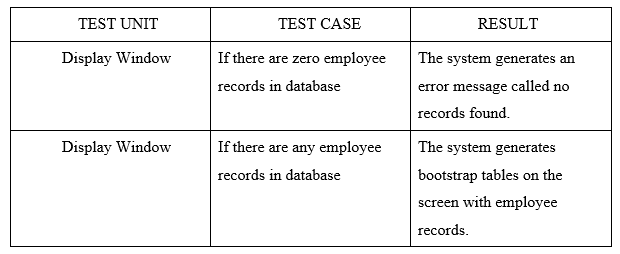 TEST UNIT TEST CASE RESULT
Display Window
If there are zero employee
records in database
The system generates an
error message called no
records found.
Display Window
If there are any employee
records in database
The system generates
bootstrap tables on the
screen with employee
records.